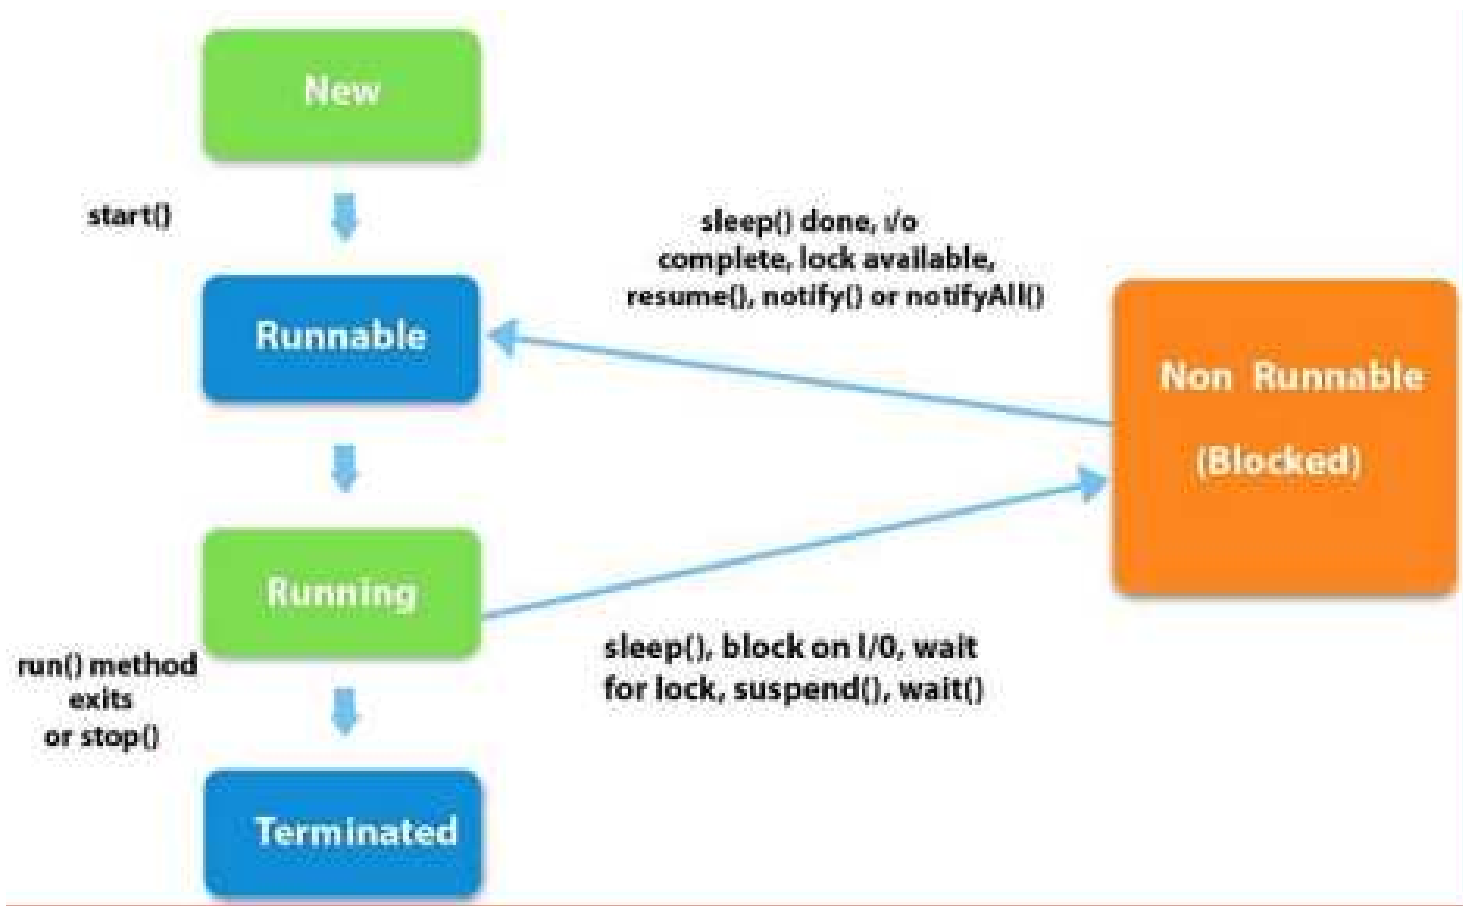 New
start()
sleep() done, i/o
complete, lock available,
resume(), notify() or notifyAll()
Runnable
Non Runnable
(Blocked)
Running
sleep(), block on I/0, wait
for lock, suspend(), wait()
run() method
exits
or stop()
Terminated